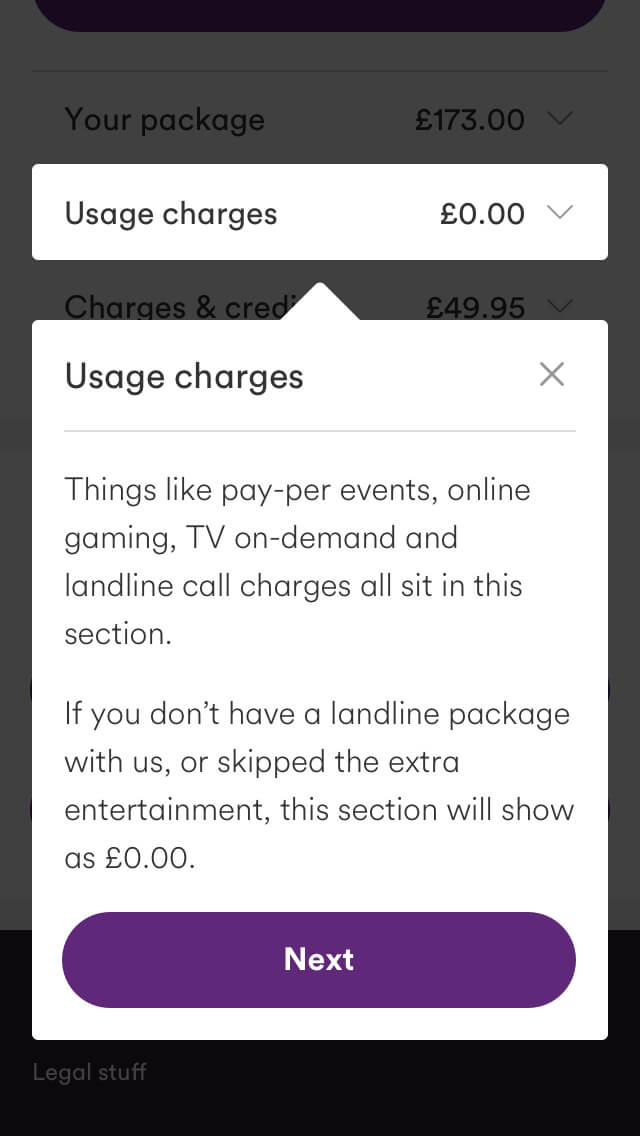 Your package £173.00
Usage charges £0.00
Charges & credi £49.95
Usage charges
Things like pay-per events, online
gaming, TV on-demand and
landline call charges all sit in this
section.
If you don’t have a landline package
with us, or skipped the extra
entertainment, this section will show
as £0.00.
Next
Legal stuff